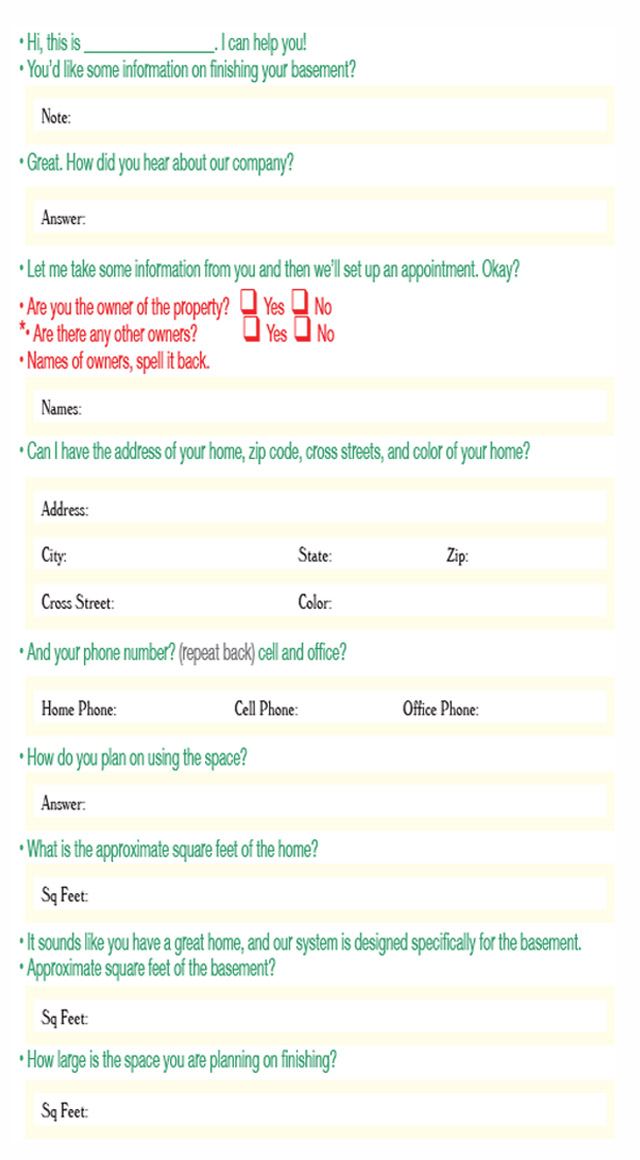 • Hi, this is _______________. I can help you!
• You'd like some information on finishing your basement?
Note:
• Great. How did you hear about our company?
Answer:
• Let me take some information from you and then we'll set up an appointment. Okay?
• Are you the owner of the property? ❏ Yes ❏ No
*• Are there any other owners? ❏ Yes ❏ No
• Names of owners, spell it back.
Names:
• Can I have the address of your home, zip code, cross streets, and color of your home?
Address:
City: State: Zip:
Cross Street: Color:
• And your phone number? (repeat back) cell and office?
Home Phone: Cell Phone: Office Phone:
• How do you plan on using the space?
Answer:
• What is the approximate square feet of the home?
Sq Feet:
• It sounds like you have a great home, and our system is designed specifically for the basement.
• Approximate square feet of the basement?
Sq Feet:
• How large is the space you are planning on finishing?
Sq Feet: